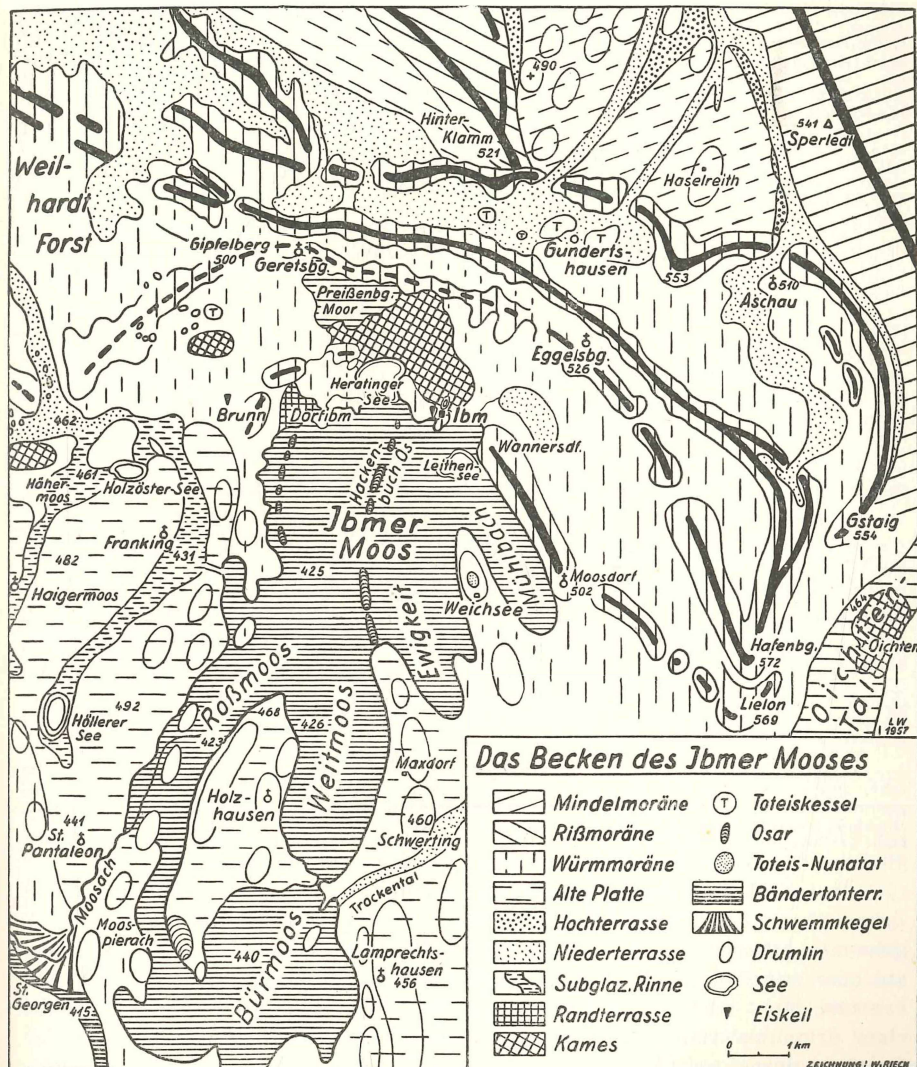 490
541
Sperledt
Hinter-
Klamm
521
Weil-
hardt
Forst
Haselreith
T
T
T
T
Gunderts-
hausen
Gipfelberg
500
Geretsbg.
553
510
Aschau
Preißenbg.
Moor
T
Eggelsbg.
526
Heratinger
See
Brunn
Dorfibm
Ibm
462
Wannersdf.
Leithen-
see
Häher-
moos
461
Holzöster-See
Hacken-
buch Os
Jbmer
Moos
Franking
431
Gstaig
554
482
Haigermoos
425
Mühlbach
Weichsee
Moosdorf
502
Ewigkeit
464
Oichten
Oichten-
Tal
Hafenbg.
572
Roßmoos
492
468
Höllerer
See
423
426
Lielon
569
LW
1957
Weitmoos
Maxdorf
Holz-
hausen
441
St.
Pantaleon
460
Schwerting
Moosach
Trockental
Moos-
pierach
440
Bürmoos
Lamprechts-
hausen
456
St.
Georgen
415
Das Becken des Jbmer Mooses
Mindelmoräne
T Toteiskessel
Rißmoräne
Osar
Würmmoräne
Toteis-Nunatat
Alte Platte
Bändertonterr.
Hochterrasse
Schwemmkegel
Niederterrasse
Drumlin
Subglaz. Rinne
See
Randterrasse
Eiskeil
Kames
0 1 km
ZEICHNUNG: W. RIECH